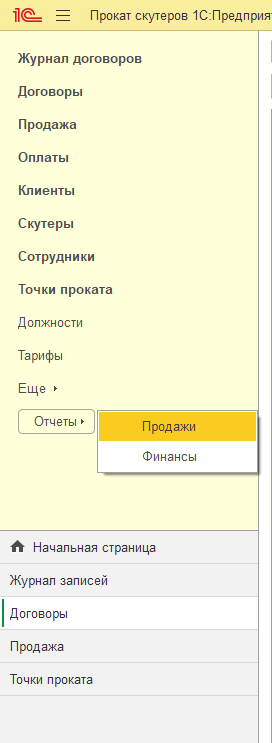 1С Прокат скутеров 1С:Предприя
Журнал договоров
Договоры
Продажа
Оплаты
Клиенты
Скутеры
Сотрудники
Точки проката
Должности
Тарифы
Еще
Отчеты
Продажи
Финансы
Начальная страница
Журнал записей
Договоры
Продажа
Точки проката